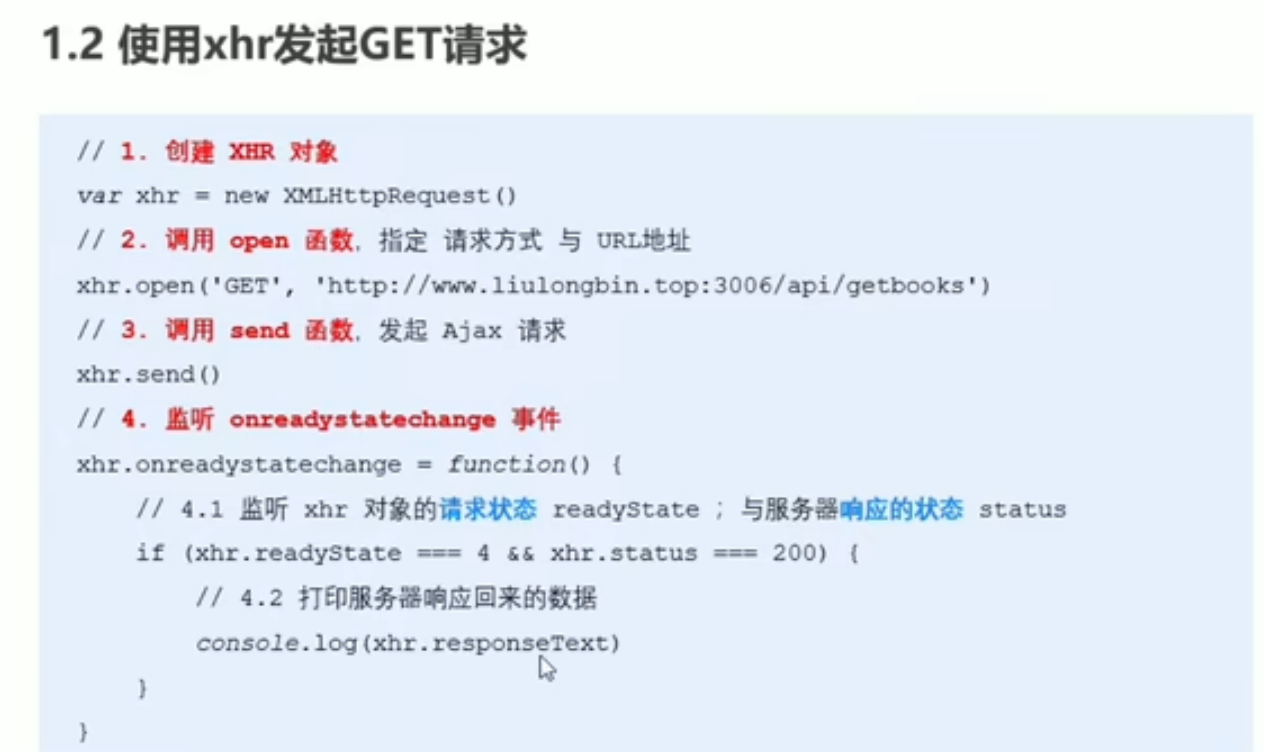 1.2 使用xhr发起GET请求
// 1. 创建 XHR 对象
var xhr = new XMLHttpRequest()
// 2. 调用 open 函数, 指定 请求方式 与 URL地址
xhr.open('GET', 'http://www.liulongbin.top:3006/api/getbooks')
// 3. 调用 send 函数, 发起 Ajax 请求
xhr.send()
// 4. 监听 onreadystatechange 事件
xhr.onreadystatechange = function() {
// 4.1 监听 xhr 对象的请求状态 readyState ; 与服务器响应的状态 status
if (xhr.readyState === 4 && xhr.status === 200) {
// 4.2 打印服务器响应回来的数据
console.log(xhr.responseText)
}
}